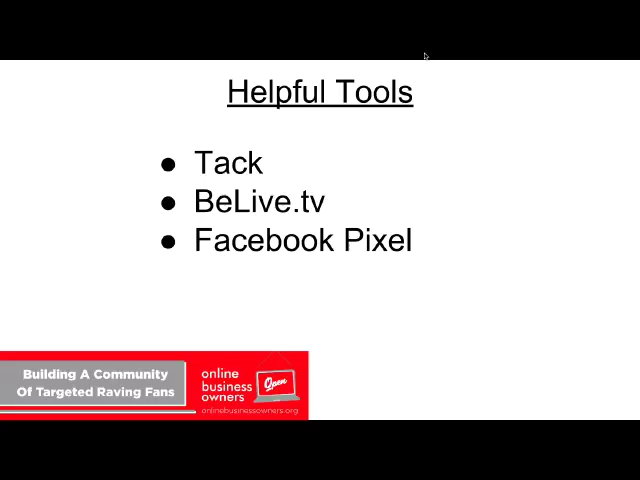 Helpful Tools
● Tack
● BeLive.tv
● Facebook Pixel
Building A Community
Of Targeted Raving Fans
online
business
owners
Open
onlinebusinessowners.org